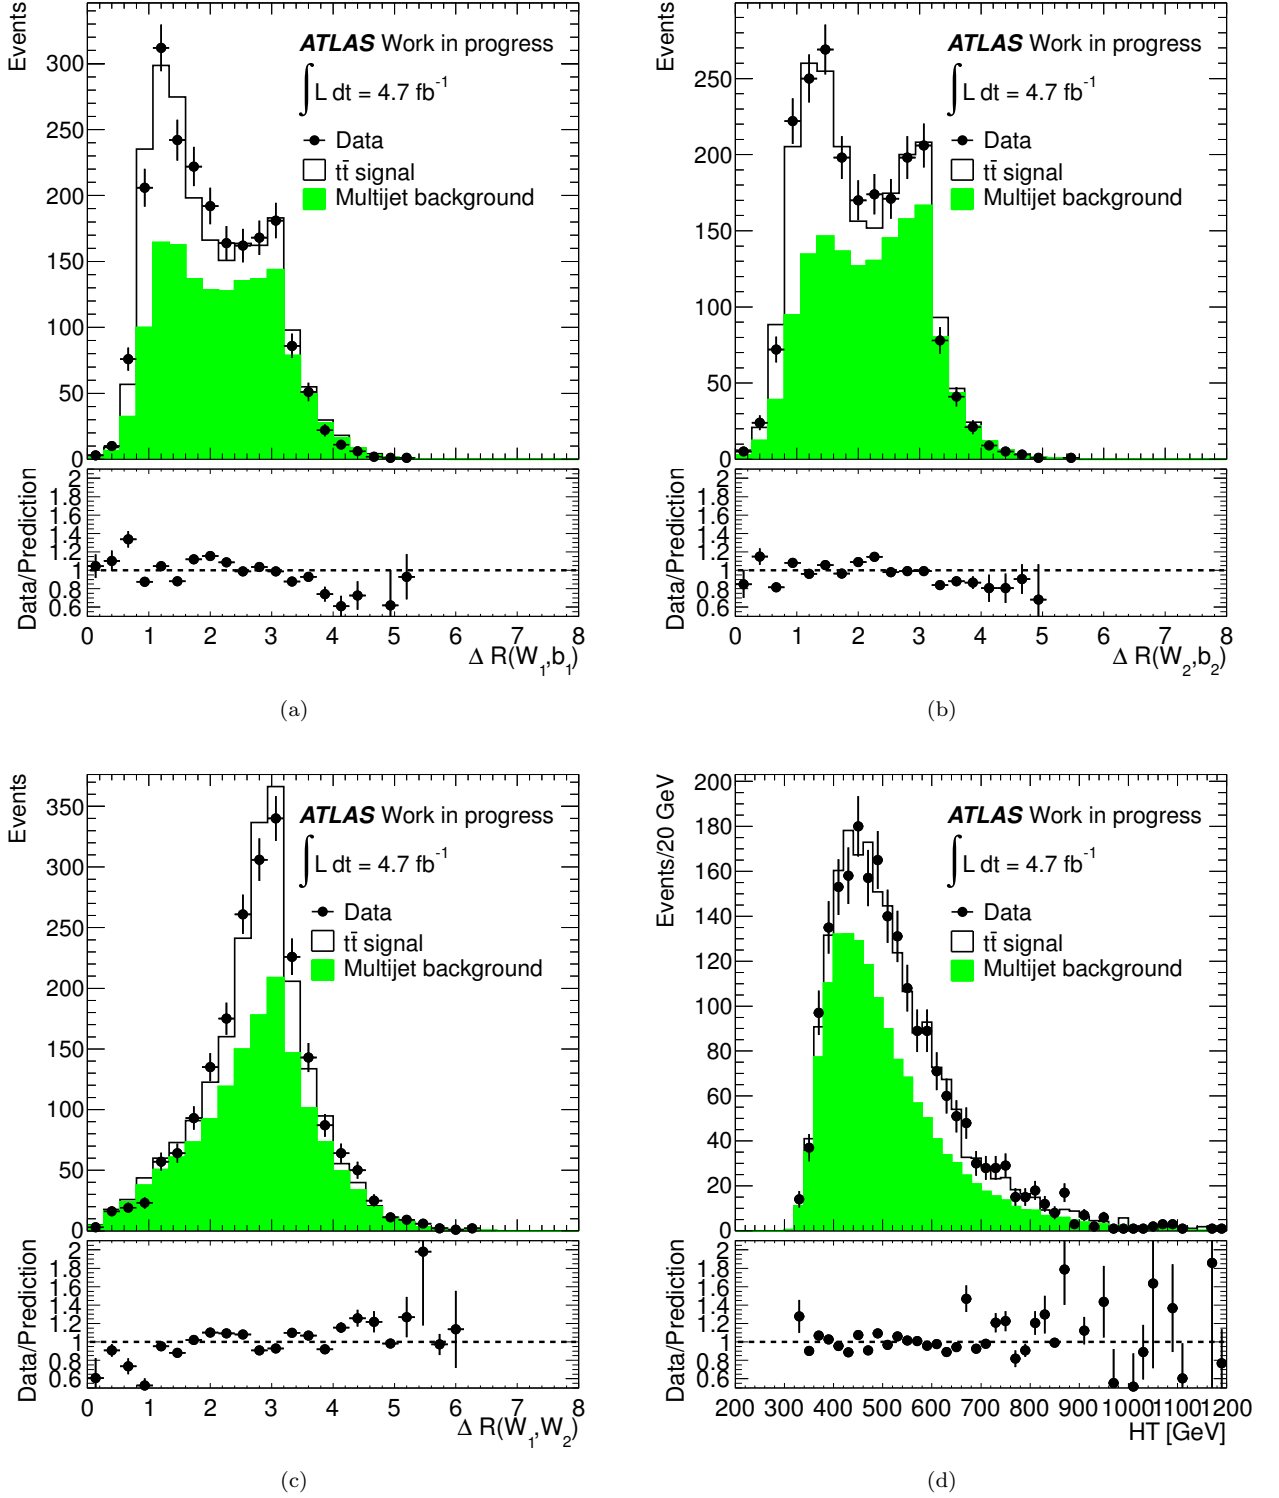 Events
300
250
200
150
100
50
0
ATLAS Work in progress
∫ L dt = 4.7 fb⁻¹
Data
tt̄ signal
Multijet background
Data/Prediction
2
1.8
1.6
1.4
1.2
1
0.8
0.6
0 1 2 3 4 5 6 7 8
Δ R(W₁,b₁)
(a)
Events
250
200
150
100
50
0
ATLAS Work in progress
∫ L dt = 4.7 fb⁻¹
Data
tt̄ signal
Multijet background
Data/Prediction
2
1.8
1.6
1.4
1.2
1
0.8
0.6
0 1 2 3 4 5 6 7 8
Δ R(W₂,b₂)
(b)
Events
350
300
250
200
150
100
50
0
ATLAS Work in progress
∫ L dt = 4.7 fb⁻¹
Data
tt̄ signal
Multijet background
Data/Prediction
2
1.8
1.6
1.4
1.2
1
0.8
0.6
0 1 2 3 4 5 6 7 8
Δ R(W₁,W₂)
(c)
Events/20 GeV
200
180
160
140
120
100
80
60
40
20
0
ATLAS Work in progress
∫ L dt = 4.7 fb⁻¹
Data
tt̄ signal
Multijet background
Data/Prediction
2
1.8
1.6
1.4
1.2
1
0.8
0.6
200 300 400 500 600 700 800 900 1000 1100 1200
HT [GeV]
(d)